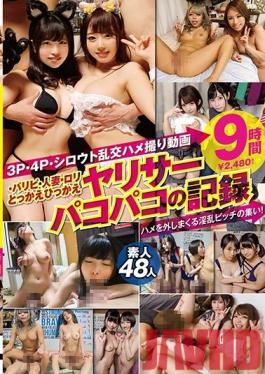 3P・4P・シロウト乱交ハメ撮り動画
・パリピ・人妻・ロリ
とっかえひっかえ
ヤリサー
パコパコの記録
9時間
¥2,480
ハメを外しまくる淫乱ビッチの集い!
素人
48人